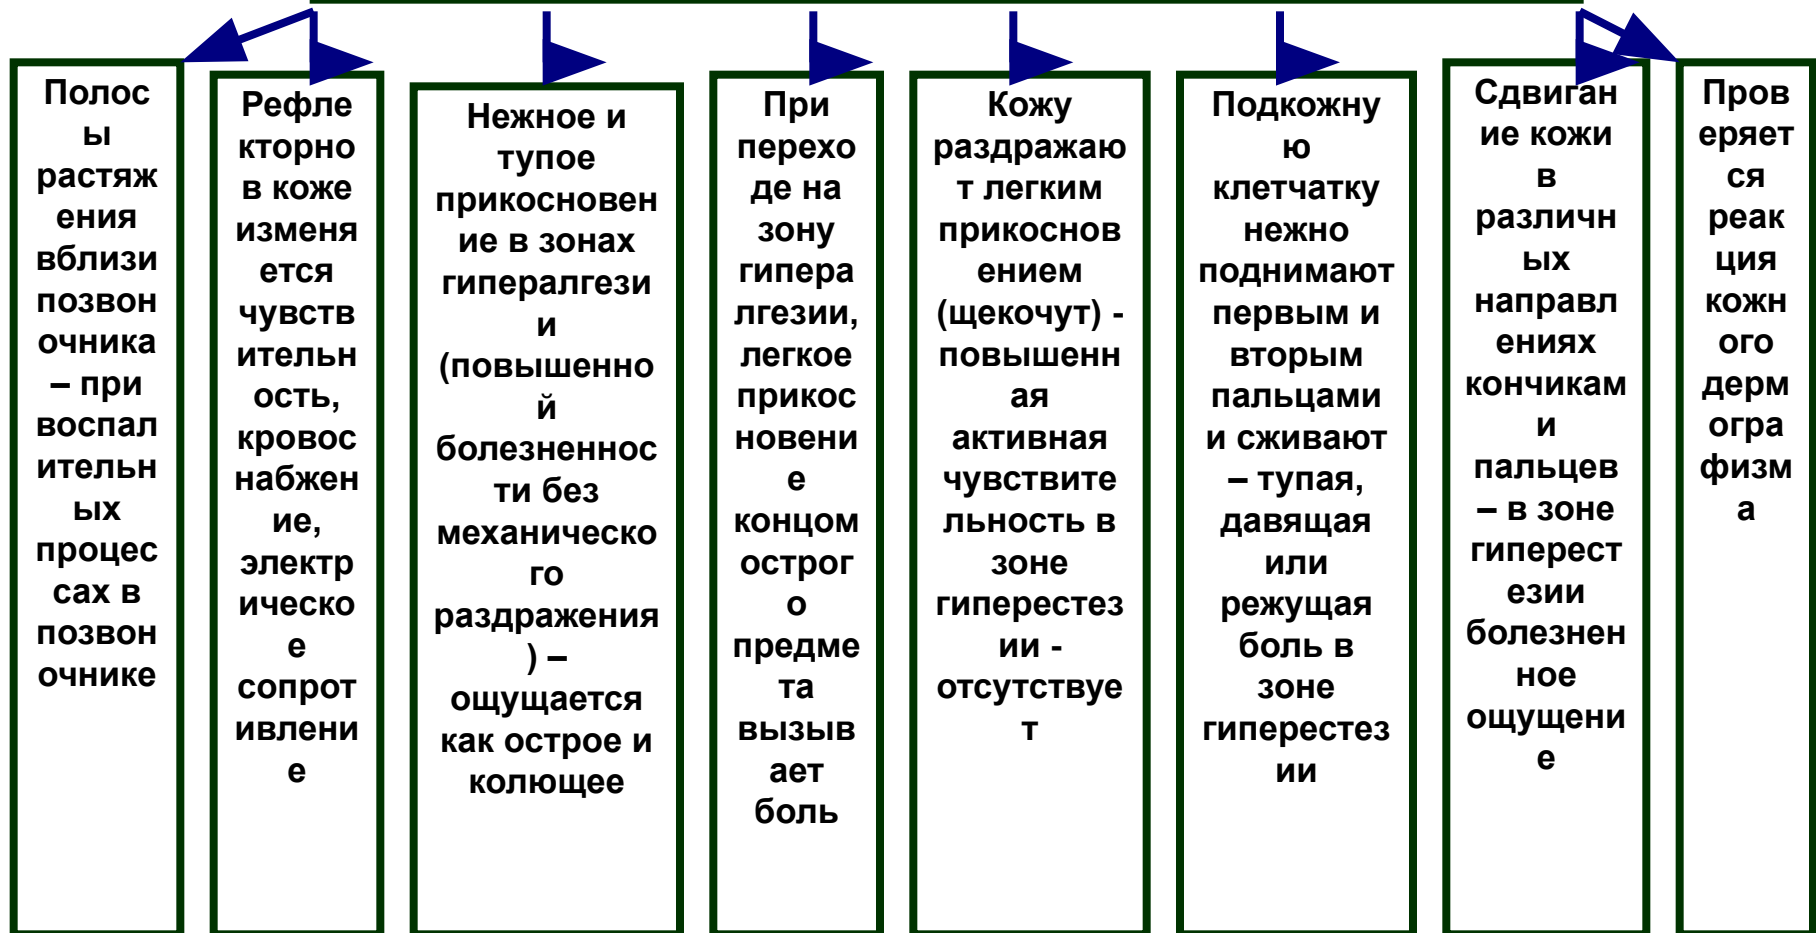 Полос
ы
растяж
ения
вблизи
позвон
очника
– при
воспал
ительн
ых
процес
сах в
позвон
очнике
Рефле
кторно
в коже
изменя
ется
чувств
ительн
ость,
кровос
набжен
ие,
электр
ическо
е
сопрот
ивлени
е
Нежное и
тупое
прикосновен
ие в зонах
гипералгези
и
(повышенно
й
болезненнос
ти без
механическо
го
раздражения
) –
ощущается
как острое и
колющее
При
перехо
де на
зону
гипера
лгезии,
легкое
прикос
новени
е
концом
острог
о
предме
та
вызыв
ает
боль
Кожу
раздражаю
т легким
прикоснов
ением
(щекочут) -
повышенн
ая
активная
чувствите
льность в
зоне
гиперестез
ии -
отсутствуе
т
Подкожну
ю
клетчатку
нежно
поднимают
первым и
вторым
пальцами
и сживают
– тупая,
давящая
или
режущая
боль в
зоне
гиперестез
ии
Сдвиган
ие кожи
в
различн
ых
направл
ениях
кончикам
и
пальцев
– в зоне
гиперест
езии
болезнен
ное
ощущени
е
Пров
еряет
ся
реак
ция
кожн
ого
дерм
огра
физм
а